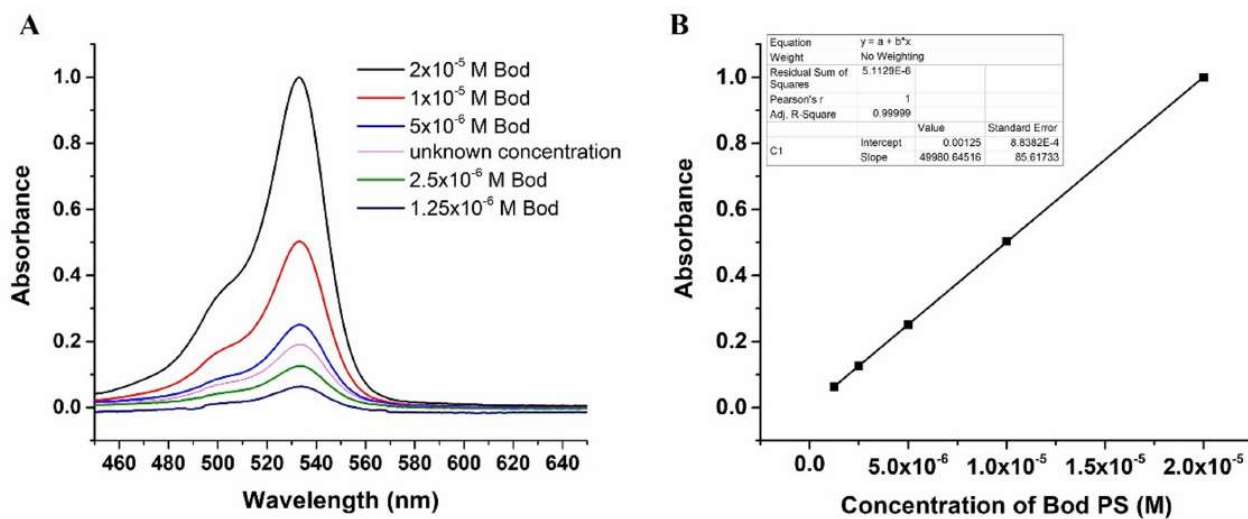 A
Absorbance
1.0
0.8
0.6
0.4
0.2
0.0
2x10⁻⁵ M Bod
1x10⁻⁵ M Bod
5x10⁻⁶ M Bod
unknown concentration
2.5x10⁻⁶ M Bod
1.25x10⁻⁶ M Bod
460 480 500 520 540 560 580 600 620 640
Wavelength (nm)
B
Absorbance
1.0
0.8
0.6
0.4
0.2
0.0
Equation y = a + b*x
Weight No Weighting
Residual Sum of Squares 5.1129E-6
Pearson's r 1
Adj. R-Square 0.99999
Value Standard Error
C1 Intercept 0.00125 8.8382E-4
Slope 49980.64516 85.61733
0.0 5.0x10⁻⁶ 1.0x10⁻⁵ 1.5x10⁻⁵ 2.0x10⁻⁵
Concentration of Bod PS (M)